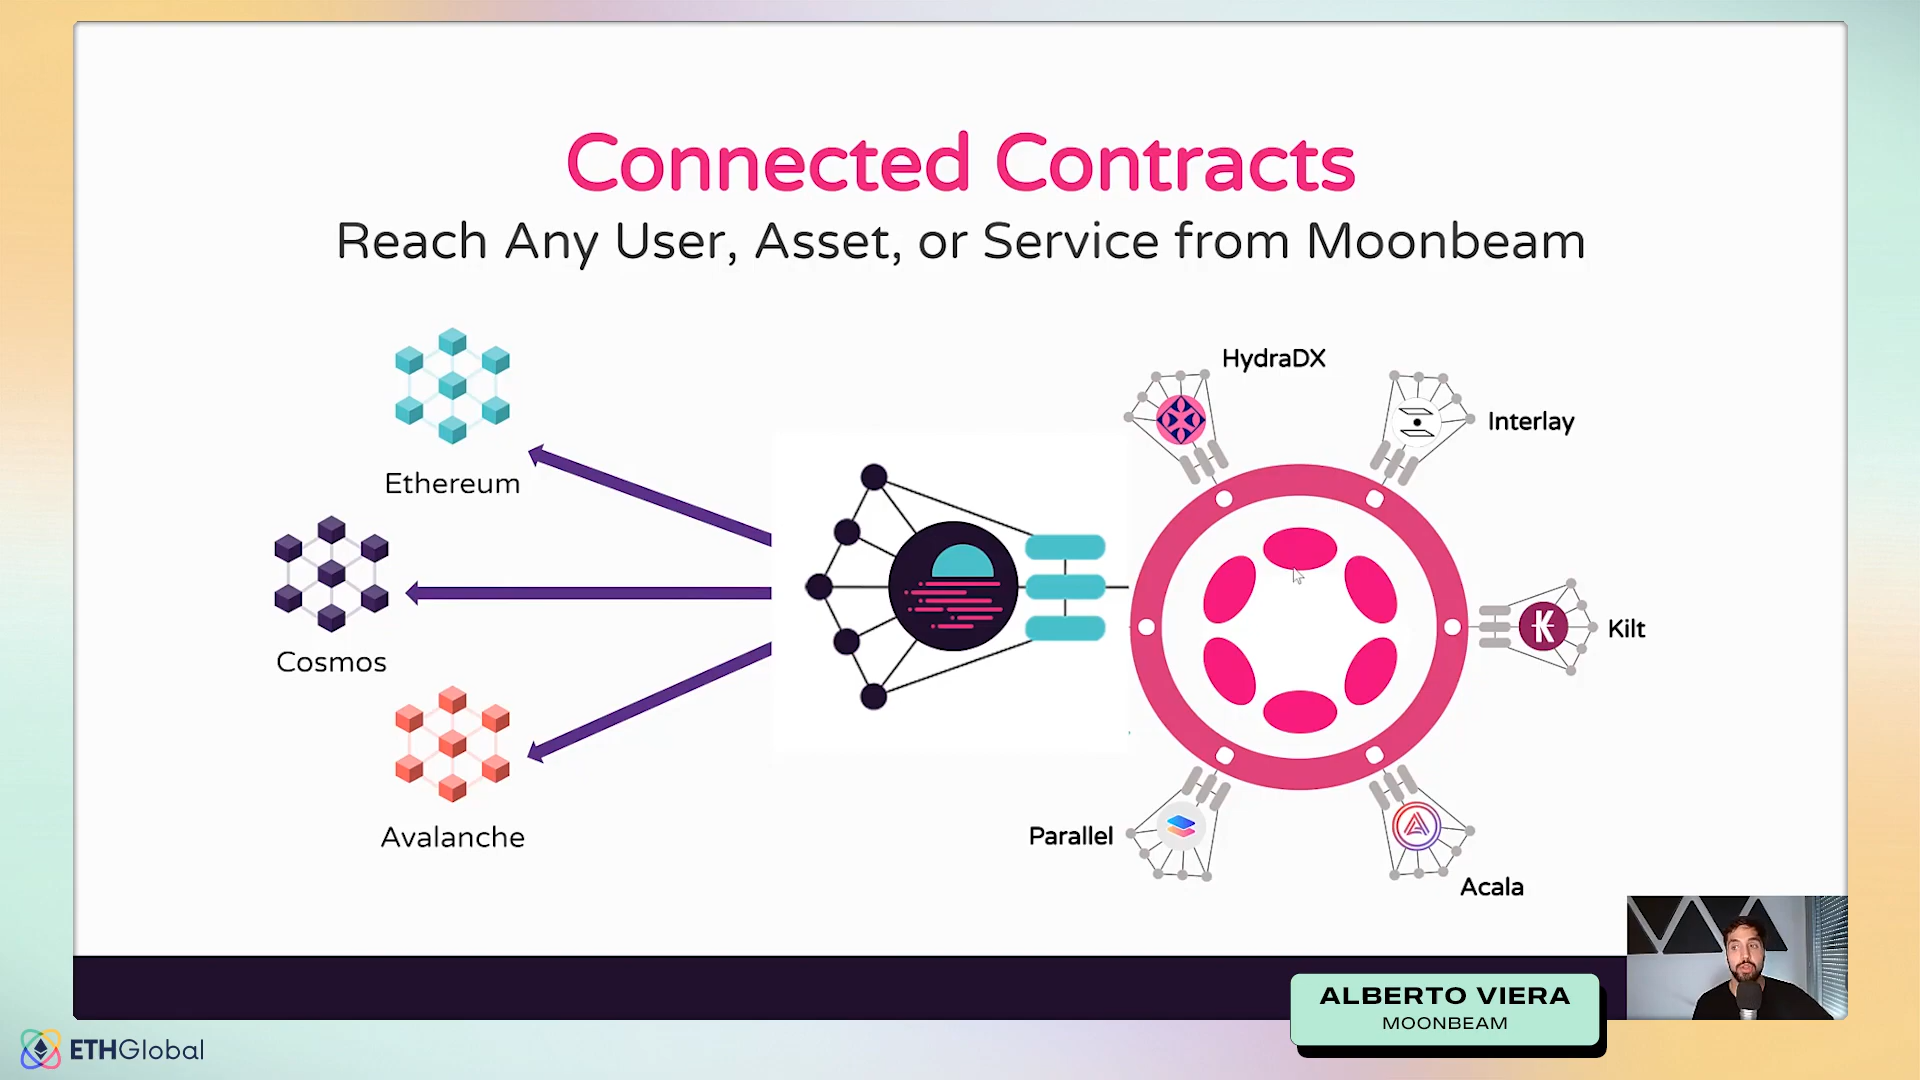 Connected Contracts
Reach Any User, Asset, or Service from Moonbeam
HydraDX
Interlay
Ethereum
Cosmos
Kilt
Avalanche
Parallel
Acala
ALBERTO VIERA
MOONBEAM
ETHGlobal